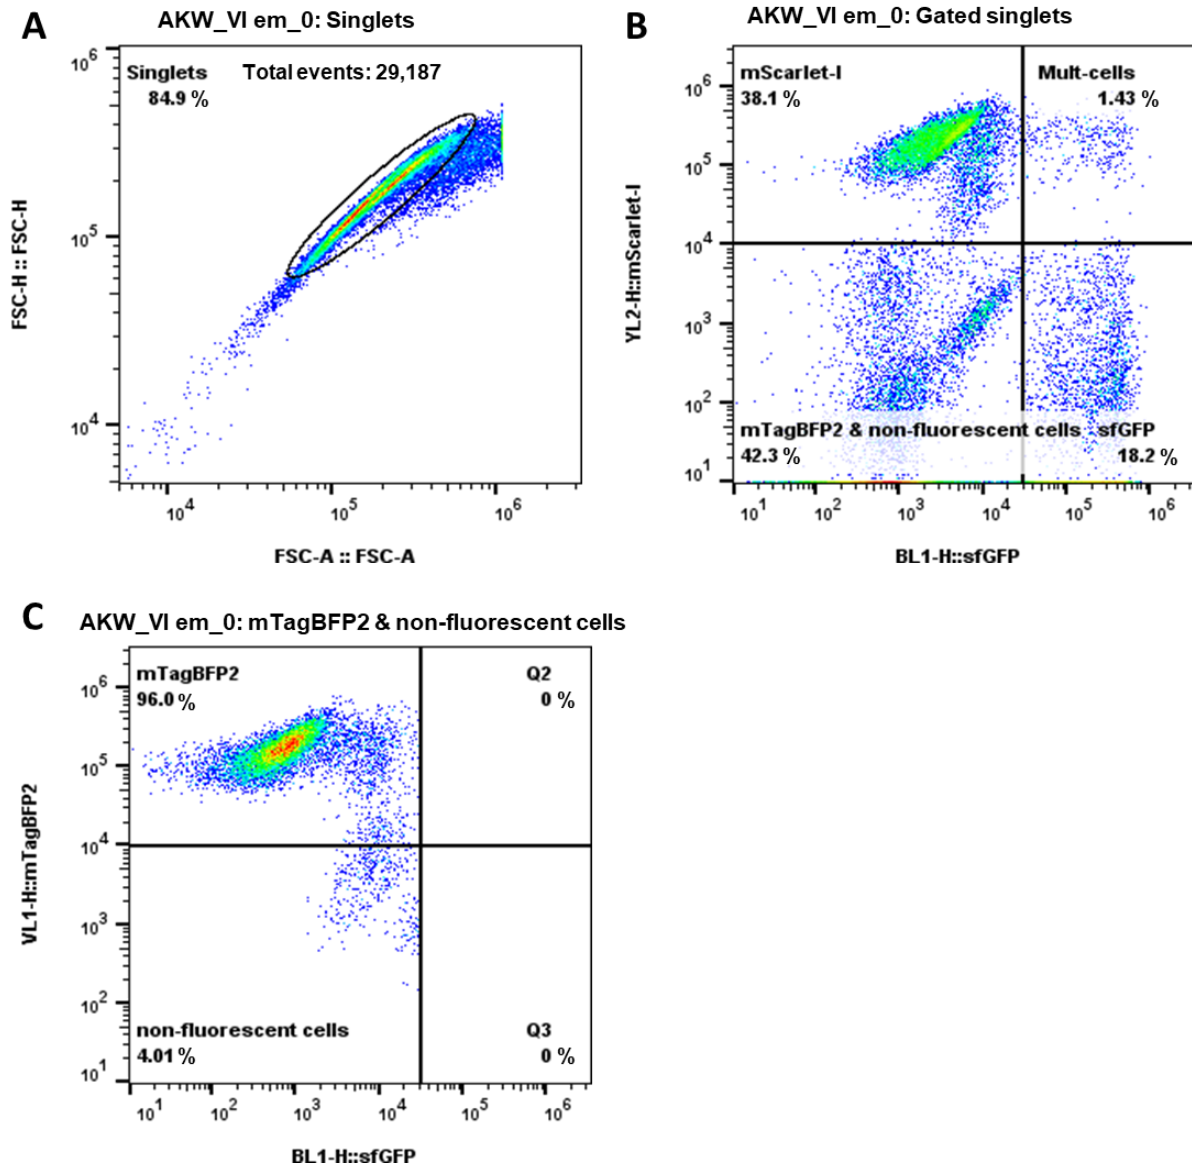 A
AKW_VI em_0: Singlets
Singlets
84.9 %
Total events: 29,187
10^6
10^5
10^4
10^4 10^5 10^6
FSC-H :: FSC-H
FSC-A :: FSC-A
B
AKW_VI em_0: Gated singlets
mScarlet-I
38.1 %
Mult-cells
1.43 %
10^6
10^5
10^4
10^3
10^2
10^1
mTagBFP2 & non-fluorescent cells
42.3 %
sfGFP
18.2 %
10^1 10^2 10^3 10^4 10^5 10^6
YL2-H::mScarlet-I
BL1-H::sfGFP
C
AKW_VI em_0: mTagBFP2 & non-fluorescent cells
mTagBFP2
96.0 %
Q2
0 %
10^6
10^5
10^4
10^3
10^2
10^1
non-fluorescent cells
4.01 %
Q3
0 %
10^1 10^2 10^3 10^4 10^5 10^6
VL1-H::mTagBFP2
BL1-H::sfGFP